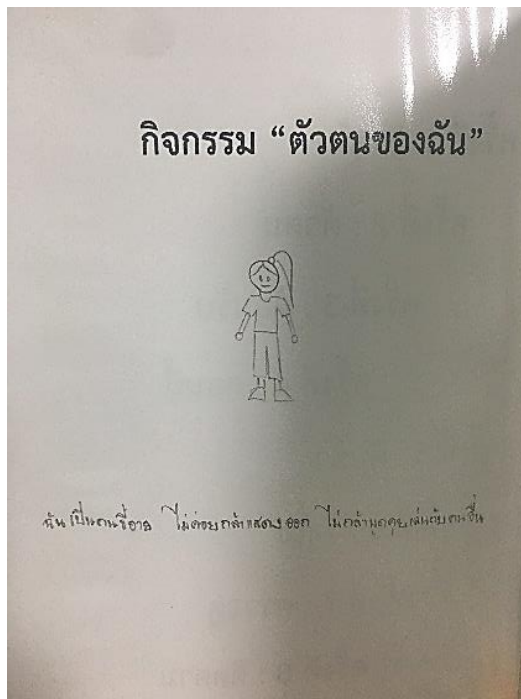 กิจกรรม “ตัวตนของฉัน”
ฉันเป็นคนขี้อาย ไม่ค่อยกล้าแสดงออก ไม่กล้าพูดคุยเล่นกับคนอื่น